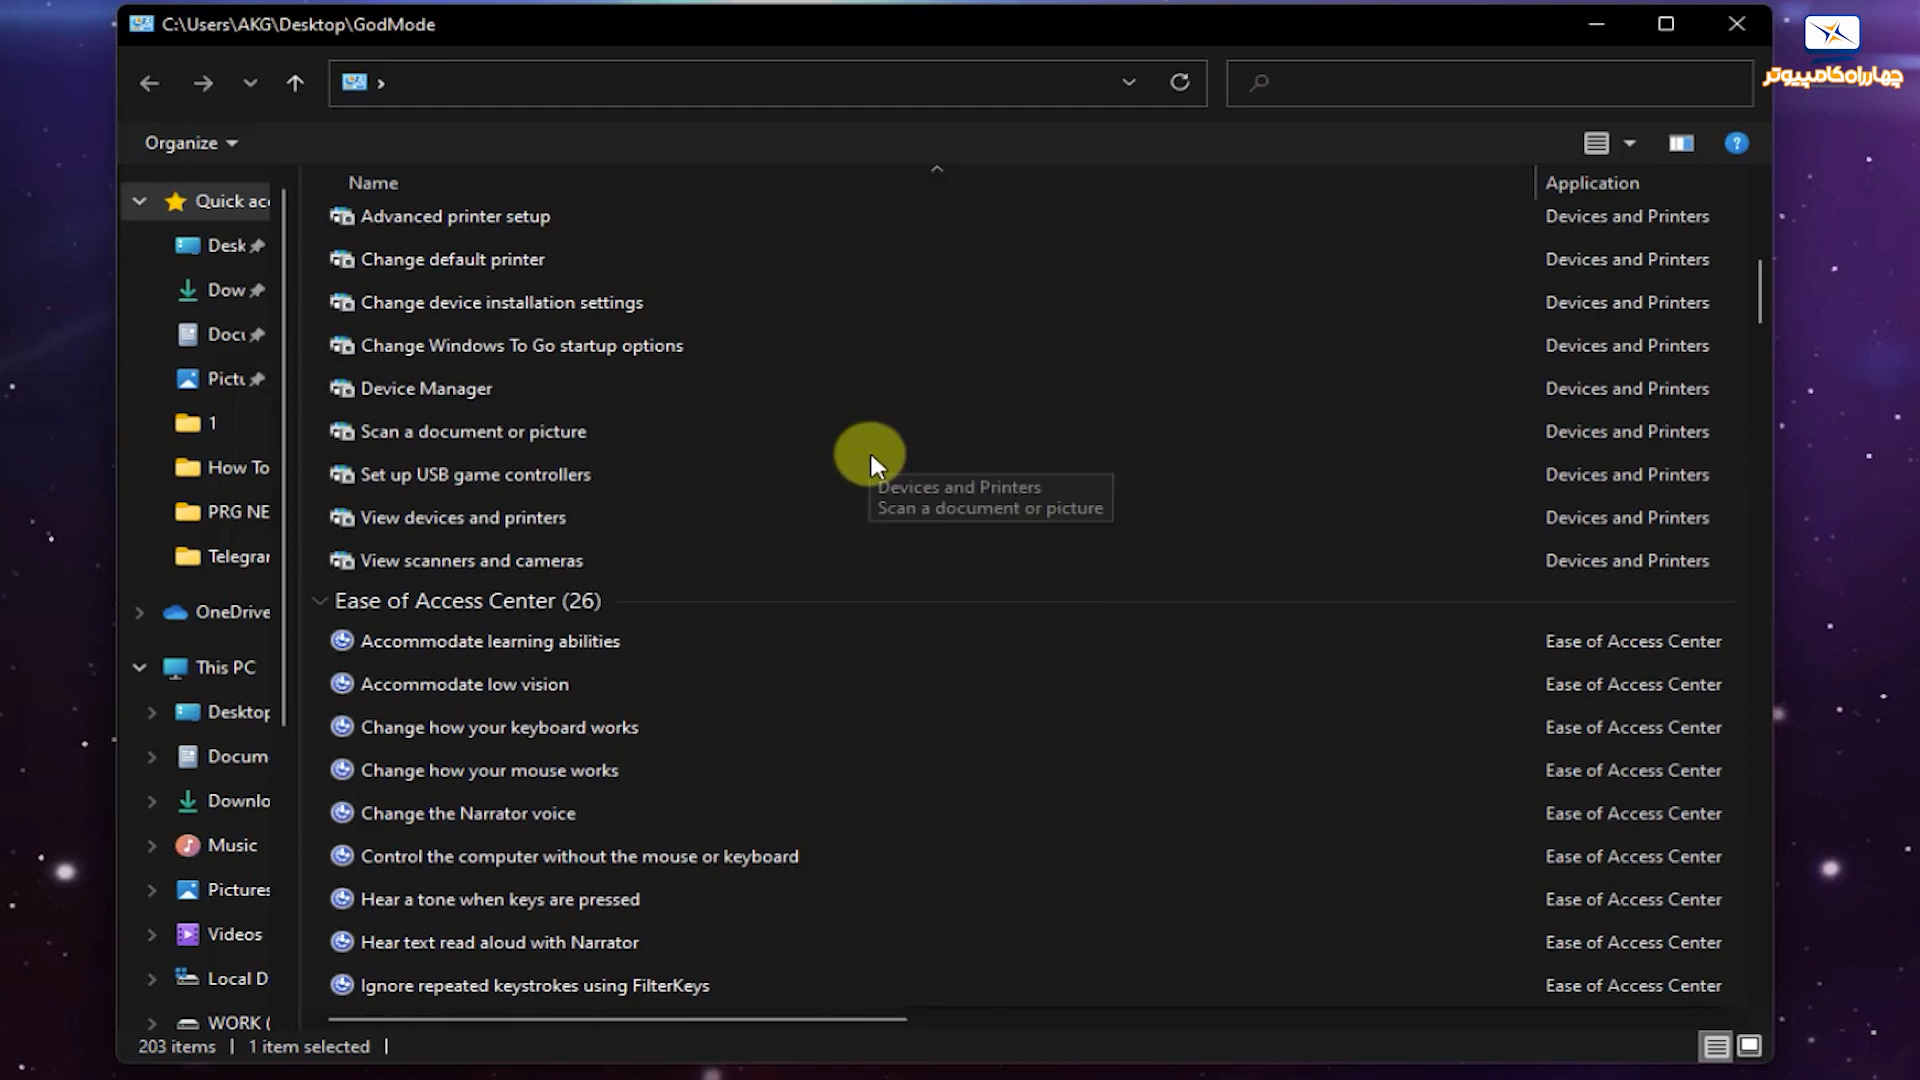 C:\Users\AKG\Desktop\GodMode
چهارراه کامپیوتر
Organize
Name
Application
Quick acc
Desk
Dow
Docu
Pictu
1
How To
PRG NE
Telegran
OneDrive
This PC
Desktop
Docum
Downlo
Music
Pictures
Videos
Local D
WORK (
Advanced printer setup
Devices and Printers
Change default printer
Devices and Printers
Change device installation settings
Devices and Printers
Change Windows To Go startup options
Devices and Printers
Device Manager
Devices and Printers
Scan a document or picture
Devices and Printers
Set up USB game controllers
Devices and Printers
View devices and printers
Devices and Printers
View scanners and cameras
Devices and Printers
Devices and Printers
Scan a document or picture
Ease of Access Center (26)
Accommodate learning abilities
Ease of Access Center
Accommodate low vision
Ease of Access Center
Change how your keyboard works
Ease of Access Center
Change how your mouse works
Ease of Access Center
Change the Narrator voice
Ease of Access Center
Control the computer without the mouse or keyboard
Ease of Access Center
Hear a tone when keys are pressed
Ease of Access Center
Hear text read aloud with Narrator
Ease of Access Center
Ignore repeated keystrokes using FilterKeys
Ease of Access Center
203 items
1 item selected